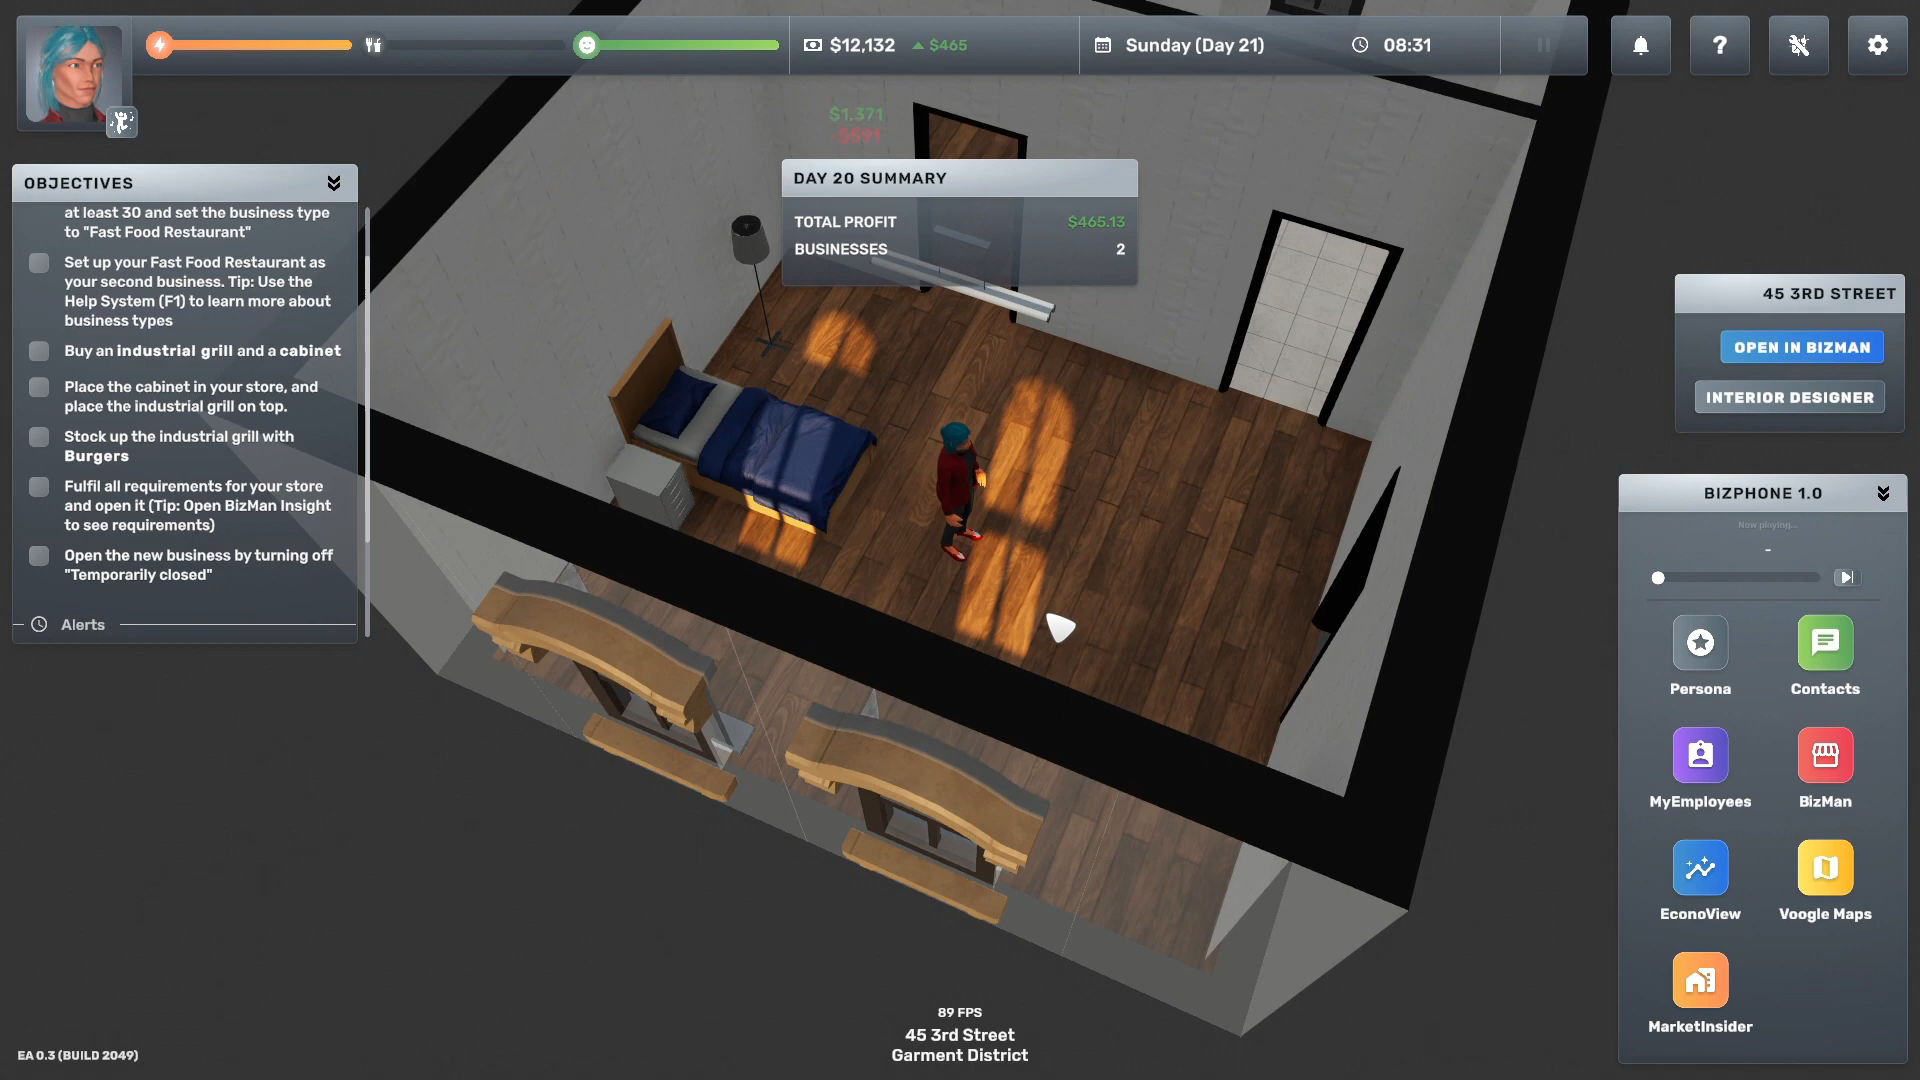 $12,132
$465
Sunday (Day 21)
08:31
?
$1.371
-$591
DAY 20 SUMMARY
TOTAL PROFIT $465.13
BUSINESSES 2
OBJECTIVES
at least 30 and set the business type
to "Fast Food Restaurant"
Set up your Fast Food Restaurant as
your second business. Tip: Use the
Help System (F1) to learn more about
business types
Buy an industrial grill and a cabinet
Place the cabinet in your store, and
place the industrial grill on top.
Stock up the industrial grill with
Burgers
Fulfil all requirements for your store
and open it (Tip: Open BizMan Insight
to see requirements)
Open the new business by turning off
"Temporarily closed"
Alerts
45 3RD STREET
OPEN IN BIZMAN
INTERIOR DESIGNER
BIZPHONE 1.0
Now playing...
-
Persona
Contacts
MyEmployees
BizMan
EconoView
Voogle Maps
MarketInsider
89 FPS
45 3rd Street
Garment District
EA 0.3 (BUILD 2049)